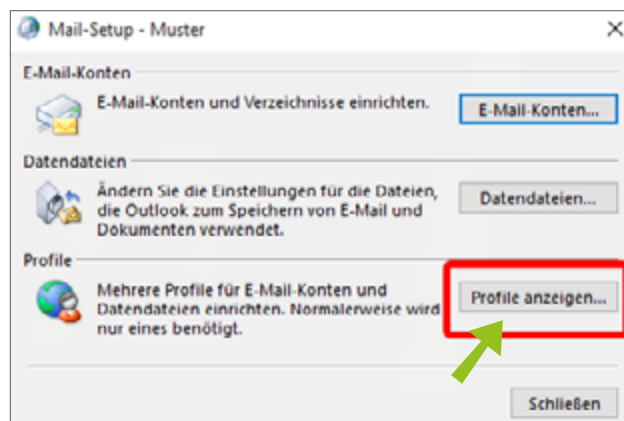 Mail-Setup - Muster
E-Mail-Konten
E-Mail-Konten und Verzeichnisse einrichten.
E-Mail-Konten...
Datendateien
Ändern Sie die Einstellungen für die Dateien,
die Outlook zum Speichern von E-Mail und
Dokumenten verwendet.
Datendateien...
Profile
Mehrere Profile für E-Mail-Konten und
Datendateien einrichten. Normalerweise wird
nur eines benötigt.
Profile anzeigen...
Schließen